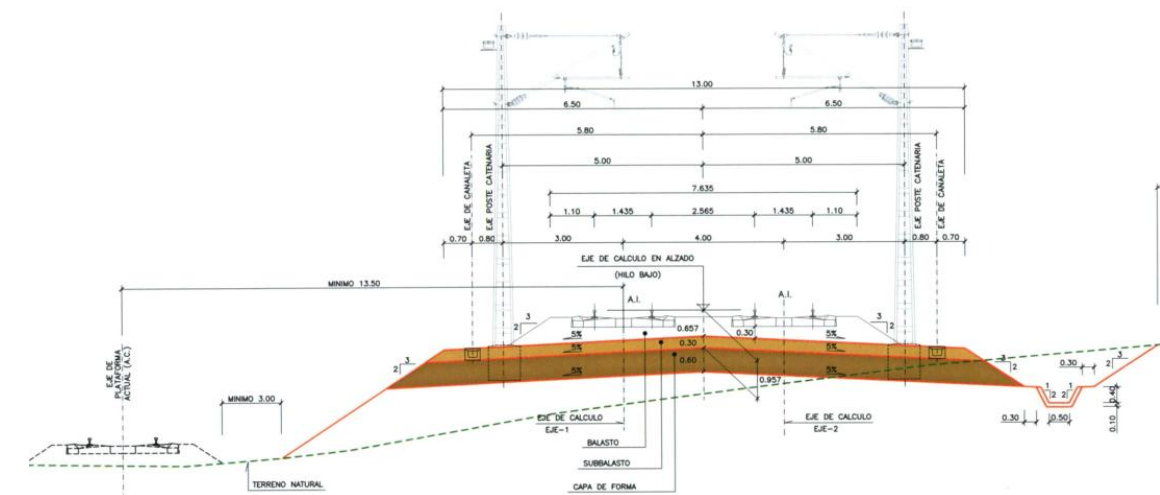 13.00
6.50 6.50
5.80 5.80
5.00 5.00
7.635
1.10 1.435 2.565 1.435 1.10
0.70 0.80 3.00 4.00 3.00 0.80 0.70
EJE DE CANALETA
EJE POSTE CATENARIA
EJE POSTE CATENARIA
EJE DE CANALETA
EJE DE CALCULO EN ALZADO
(HILO BAJO)
MINIMO 13.50
A.I. A.I.
3
2
0.657
0.30
3
2
5% 5%
0.30
5% 5%
0.60
5% 5%
0.957
3
2
3
2
EJE DE
PLATAFORMA
ACTUAL (A.C.)
MINIMO 3.00
0.30
2
3
1 1
2 2
0.40
0.10
0.30 0.50
EJE DE CALCULO
EJE-1
EJE DE CALCULO
EJE-2
BALASTO
SUBBALASTO
CAPA DE FORMA
TERRENO NATURAL